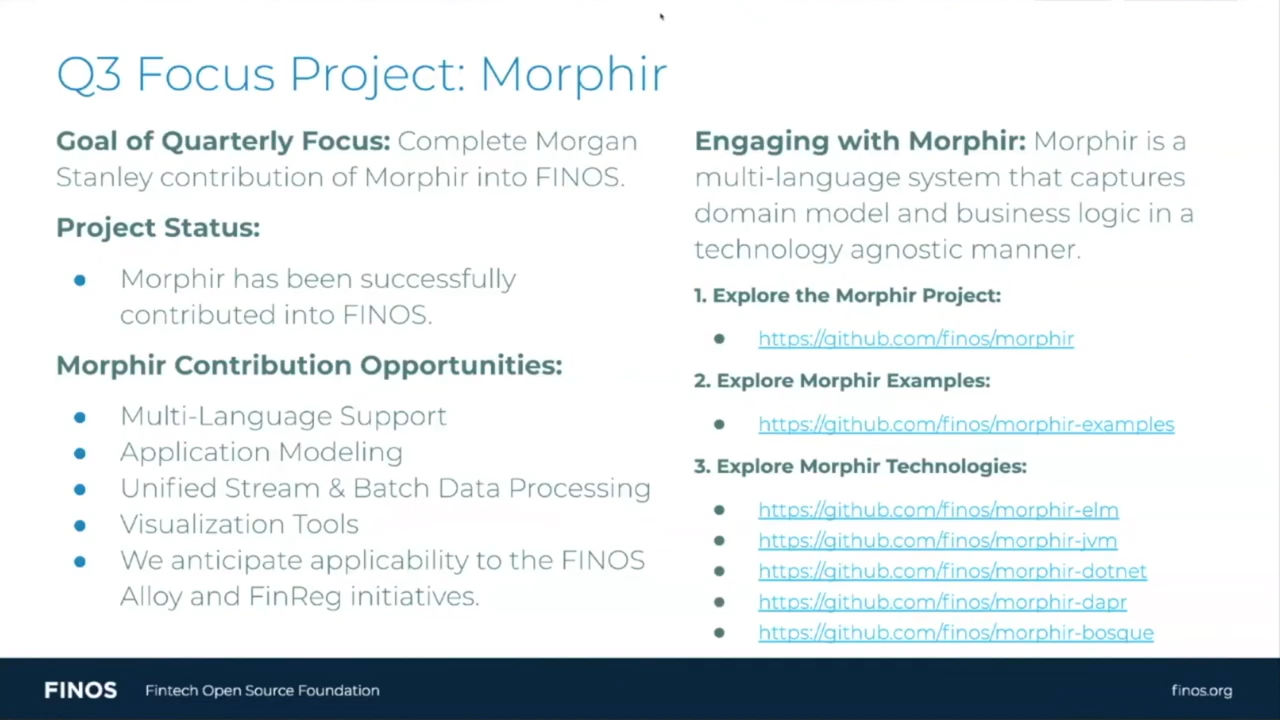 Q3 Focus Project: Morphir
Goal of Quarterly Focus: Complete Morgan
Stanley contribution of Morphir into FINOS.
Project Status:
Morphir has been successfully
contributed into FINOS.
Morphir Contribution Opportunities:
Multi-Language Support
Application Modeling
Unified Stream & Batch Data Processing
Visualization Tools
We anticipate applicability to the FINOS
Alloy and FinReg initiatives.
Engaging with Morphir: Morphir is a
multi-language system that captures
domain model and business logic in a
technology agnostic manner.
1. Explore the Morphir Project:
https://github.com/finos/morphir
2. Explore Morphir Examples:
https://github.com/finos/morphir-examples
3. Explore Morphir Technologies:
https://github.com/finos/morphir-elm
https://github.com/finos/morphir-jvm
https://github.com/finos/morphir-dotnet
https://github.com/finos/morphir-dapr
https://github.com/finos/morphir-bosque
FINOS Fintech Open Source Foundation
finos.org